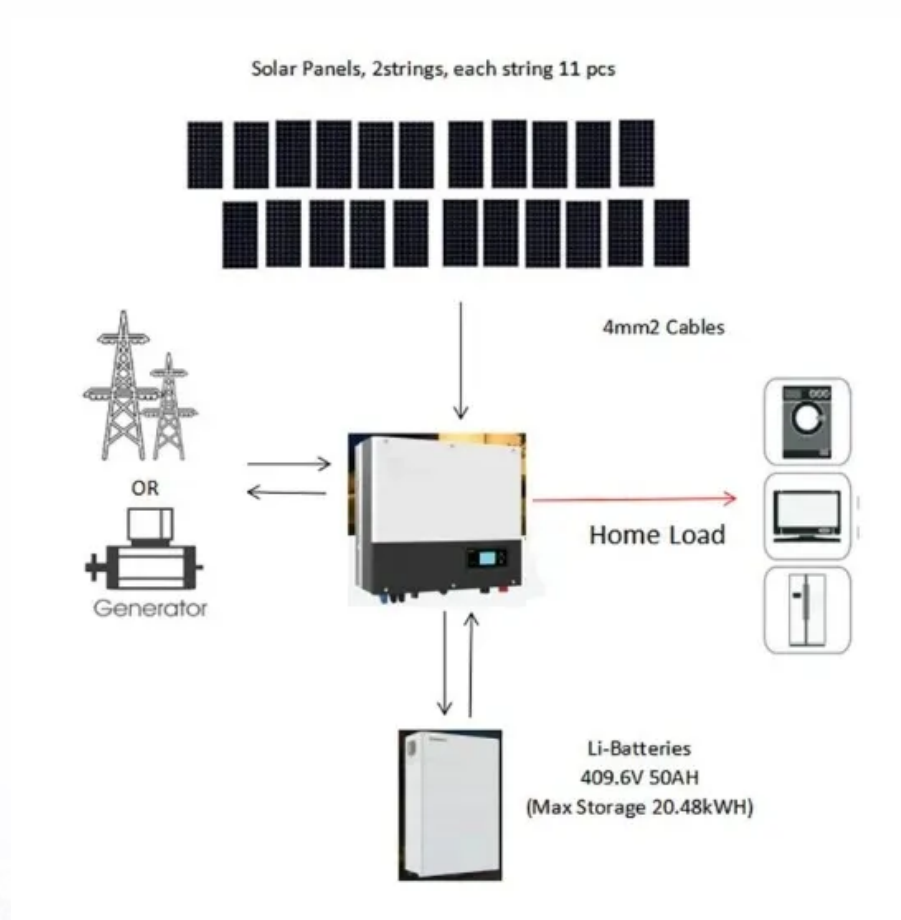 Solar Panels, 2strings, each string 11 pcs
4mm2 Cables
OR
Generator
Home Load
Li-Batteries
409.6V 50AH
(Max Storage 20.48kWH)